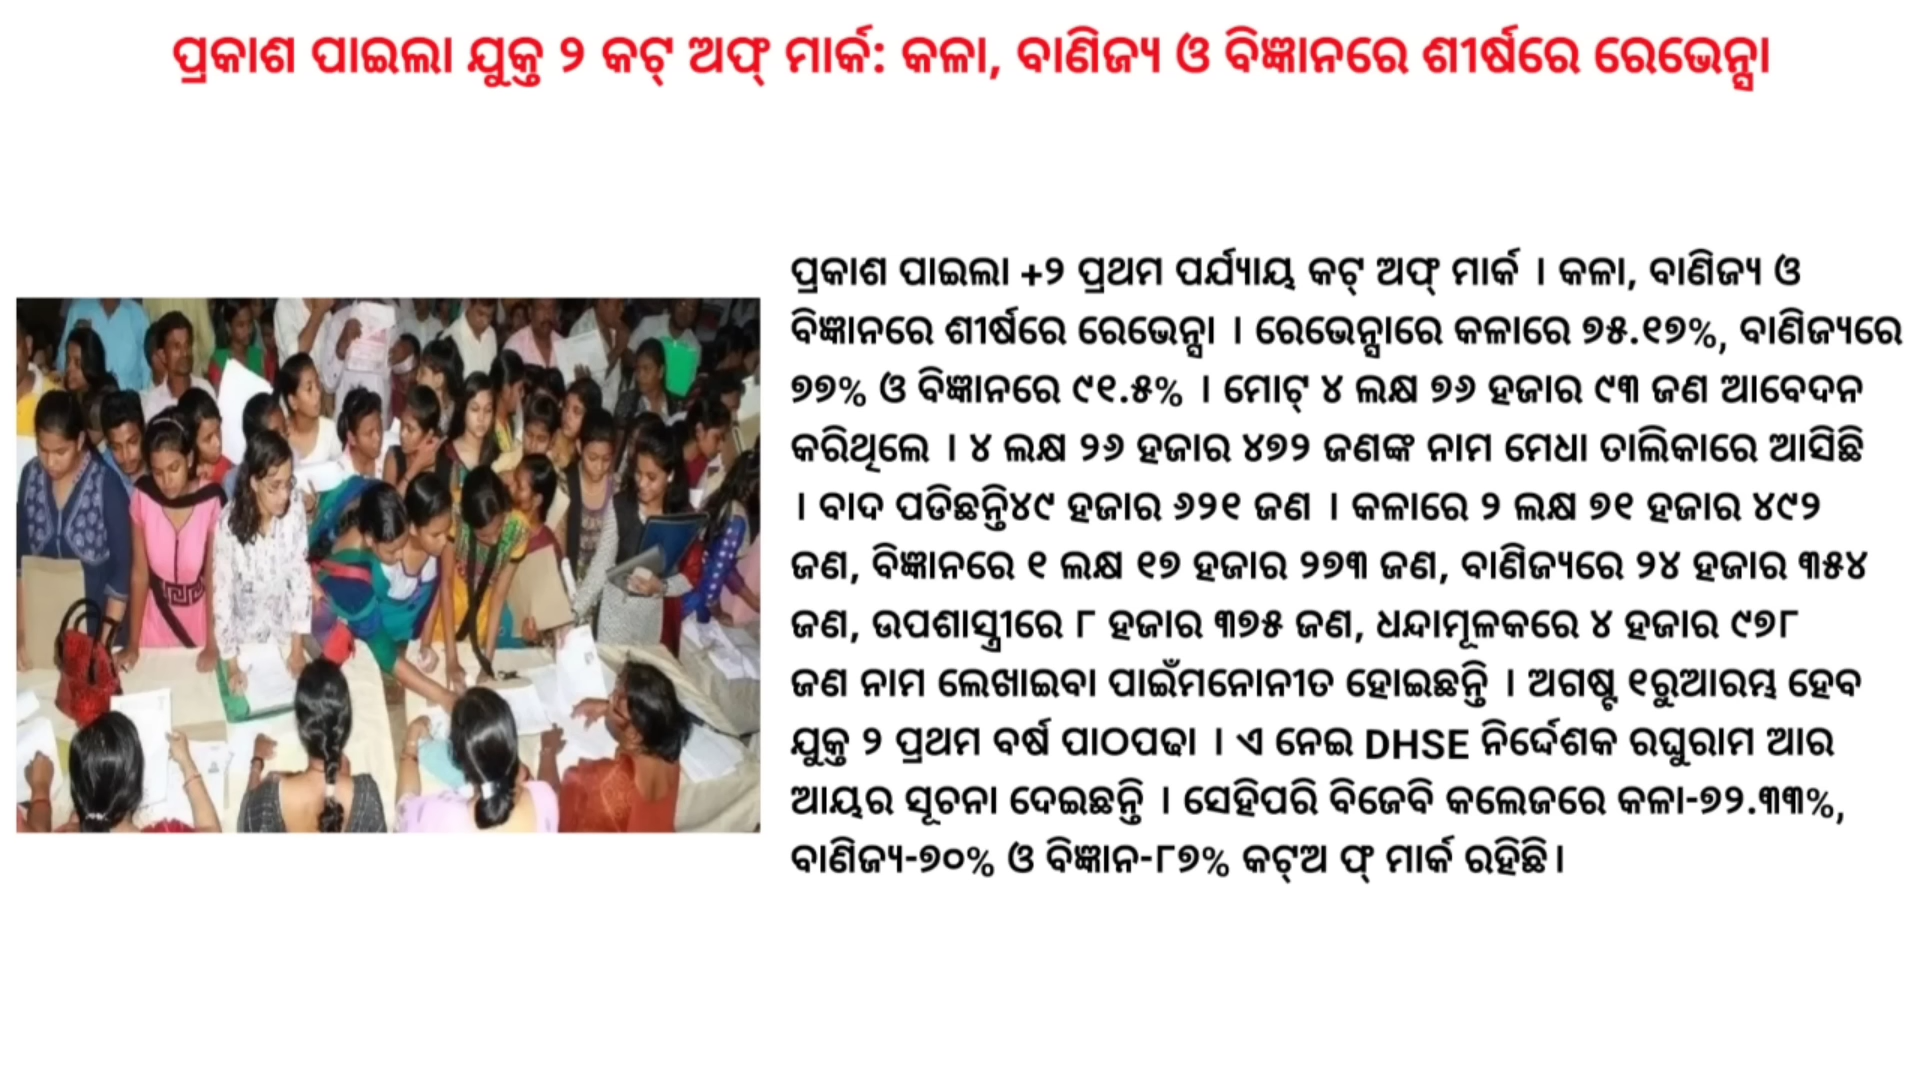 ପ୍ରକାଶ ପାଇଲା ଯୁକ୍ତ ୨ କଟ୍ ଅଫ୍ ମାର୍କ: କଳା, ବାଣିଜ୍ୟ ଓ ବିଜ୍ଞାନରେ ଶୀର୍ଷରେ ରେଭେନ୍ସା
ପ୍ରକାଶ ପାଇଲା +୨ ପ୍ରଥମ ପର୍ଯ୍ୟାୟ କଟ୍ ଅଫ୍ ମାର୍କ । କଳା, ବାଣିଜ୍ୟ ଓ
ବିଜ୍ଞାନରେ ଶୀର୍ଷରେ ରେଭେନ୍ସା । ରେଭେନ୍ସାରେ କଳାରେ ୭୫.୧୭%, ବାଣିଜ୍ୟରେ
୭୭% ଓ ବିଜ୍ଞାନରେ ୯୧.୫% । ମୋଟ୍ ୪ ଲକ୍ଷ ୭୬ ହଜାର ୯୩ ଜଣ ଆବେଦନ
କରିଥିଲେ । ୪ ଲକ୍ଷ ୨୬ ହଜାର ୪୭୨ ଜଣଙ୍କ ନାମ ମେଧା ତାଲିକାରେ ଆସିଛି
। ବାଦ ପଡିଛନ୍ତି୪୯ ହଜାର ୬୨୧ ଜଣ । କଳାରେ ୨ ଲକ୍ଷ ୭୧ ହଜାର ୪୯୨
ଜଣ, ବିଜ୍ଞାନରେ ୧ ଲକ୍ଷ ୧୭ ହଜାର ୨୭୩ ଜଣ, ବାଣିଜ୍ୟରେ ୨୪ ହଜାର ୩୫୪
ଜଣ, ଉପଶାସ୍ତ୍ରୀରେ ୮ ହଜାର ୩୭୫ ଜଣ, ଧନ୍ଦାମୂଳକରେ ୪ ହଜାର ୯୭୮
ଜଣ ନାମ ଲେଖାଇବା ପାଇଁମନୋନୀତ ହୋଇଛନ୍ତି । ଅଗଷ୍ଟ ୧ରୁଆରମ୍ଭ ହେବ
ଯୁକ୍ତ ୨ ପ୍ରଥମ ବର୍ଷ ପାଠପଢା । ଏ ନେଇ DHSE ନିର୍ଦ୍ଦେଶକ ରଘୁରାମ ଆର
ଆୟର ସୂଚନା ଦେଇଛନ୍ତି । ସେହିପରି ବିଜେବି କଲେଜରେ କଳା-୭୨.୩୩%,
ବାଣିଜ୍ୟ-୭୦% ଓ ବିଜ୍ଞାନ-୮୭% କଟ୍ଅ ଫ୍ ମାର୍କ ରହିଛି।